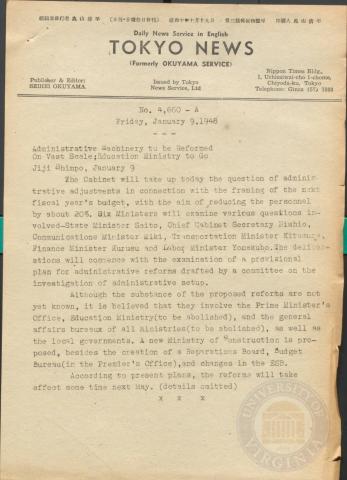 Daily News Service in English
TOKYO NEWS
(Formerly OKUYAMA SERVICE)
Publisher & Editor:
SEIHEI OKUYAMA.
Issued by Tokyo
News Service, Ltd
Nippon Times Bldg.,
1, Uchisaiwai-cho 1-chome,
Chiyoda-ku, Tokyo
Telephone: Ginza
No. 4,660 - A
Friday, January 9,1948
- - -
Administrative Machinery to be Reformed
On Vast Scale;Education Ministry to Go
Jiji Shimpo, January 9
The Cabinet will take up today the question of adminis-
trative adjustments in connection with the framing of the next
fiscal year's budget, with the aim of reducing the personnel
by about 20%. Six Ministers will examine various questions in-
volved-State Minister Saito, Chief Cabinet Secretary Nishio,
Communications Minister Miki, Transportation Minister
Finance Minister Kurusu and Labor Minister Yonekubo.The deliber-
ations will commence with the examination of a provisional
plan for administrative reforms drafted by a committee on the
investigation of administrative setup.
Although the substance of the proposed reforms are not
yet known, it is believed that they involve the Prime Minister's
Office, Education Ministry(to be abolished), and the general
affairs bureaux of all Ministries(to be abolished), as well as
the local governments. A new Ministry of Construction is pro-
posed, besides the creation of a Reparations Board, Budget
Bureau(in the Premier's Office),and changes in the ESB.
According to present plans, the reforms will take
effect some time next May. (details omitted)
x x x
UNIVERSITY OF VIRGINIA